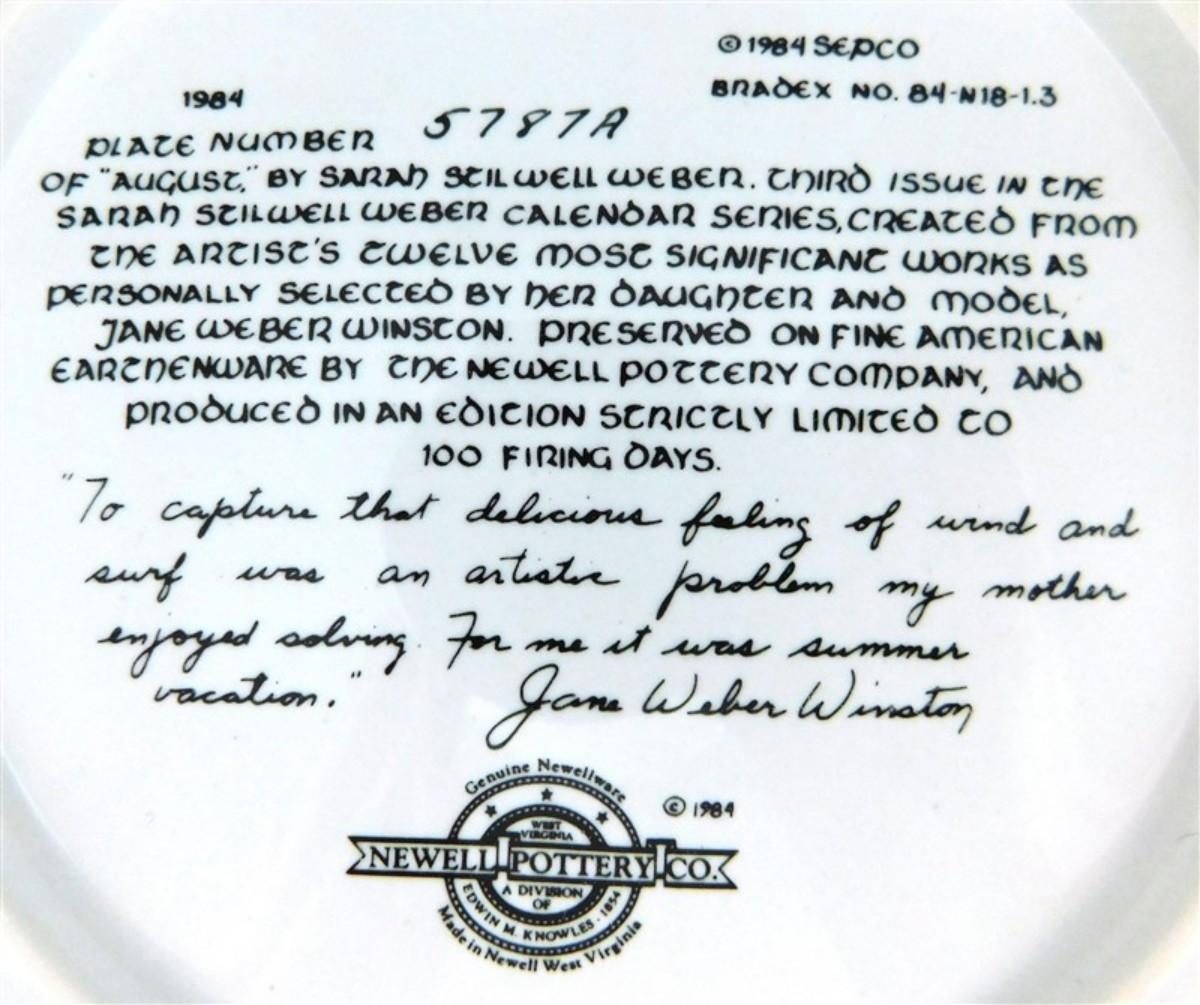 © 1984 SEPCO
BRADEX NO. 84-N18-1.3
1984
PLATE NUMBER 5787A
OF "AUGUST," BY SARAH STILWELL WEBER. THIRD ISSUE IN THE
SARAH STILWELL WEBER CALENDAR SERIES, CREATED FROM
THE ARTIST'S TWELVE MOST SIGNIFICANT WORKS AS
PERSONALLY SELECTED BY HER DAUGHTER AND MODEL,
JANE WEBER WINSTON. PRESERVED ON FINE AMERICAN
EARTHENWARE BY THE NEWELL POTTERY COMPANY, AND
PRODUCED IN AN EDITION STRICTLY LIMITED TO
100 FIRING DAYS.
"To capture that delicious feeling of wind and
surf was an artistic problem my mother
enjoyed solving. For me it was summer
vacation."
Jane Weber Winston
Genuine Newellware
© 1984
WEST
VIRGINIA
NEWELL POTTERY CO.
A DIVISION
OF
EDWIN M. KNOWLES · 1854
Made in Newell West Virginia